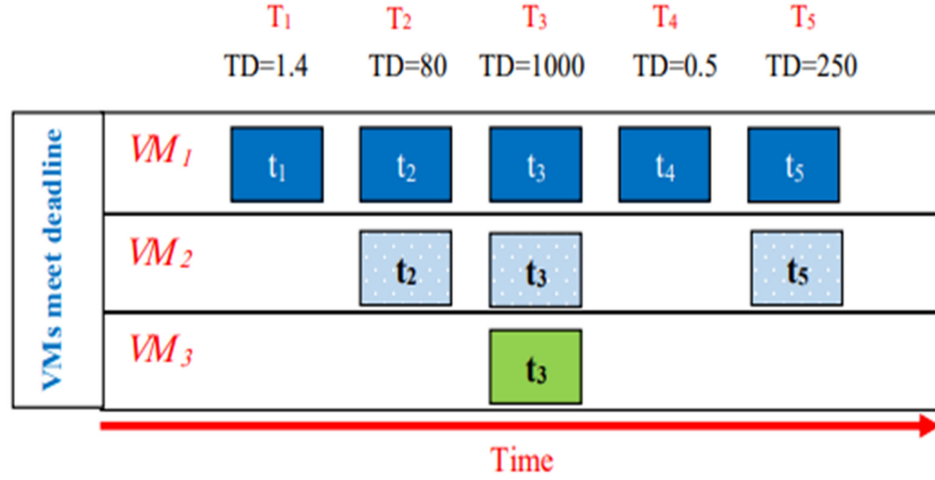 T₁ T₂ T₃ T₄ T₅
TD=1.4 TD=80 TD=1000 TD=0.5 TD=250
VMs meet deadline
VM₁ t₁ t₂ t₃ t₄ t₅
VM₂ t₂ t₃ t₅
VM₃ t₃
Time